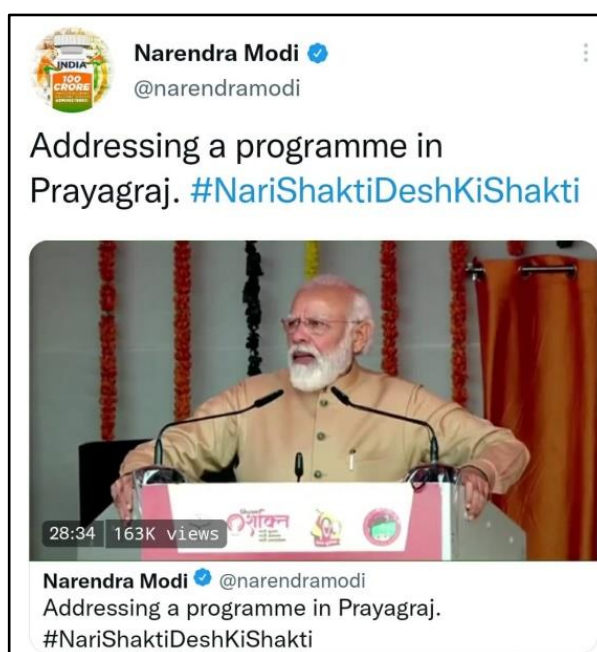 INDIA
100
CRORE
Narendra Modi
@narendramodi
Addressing a programme in
Prayagraj. #NariShaktiDeshKiShakti
28:34 163K views
Narendra Modi @narendramodi
Addressing a programme in Prayagraj.
#NariShaktiDeshKiShakti